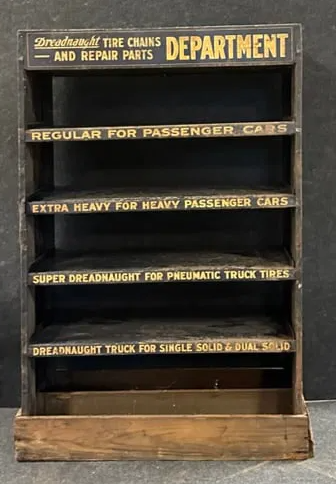 Dreadnaught TIRE CHAINS
AND REPAIR PARTS DEPARTMENT
REGULAR FOR PASSENGER CARS
EXTRA HEAVY FOR HEAVY PASSENGER CARS
SUPER DREADNAUGHT FOR PNEUMATIC TRUCK TIRES
DREADNAUGHT TRUCK FOR SINGLE SOLID & DUAL SOLID